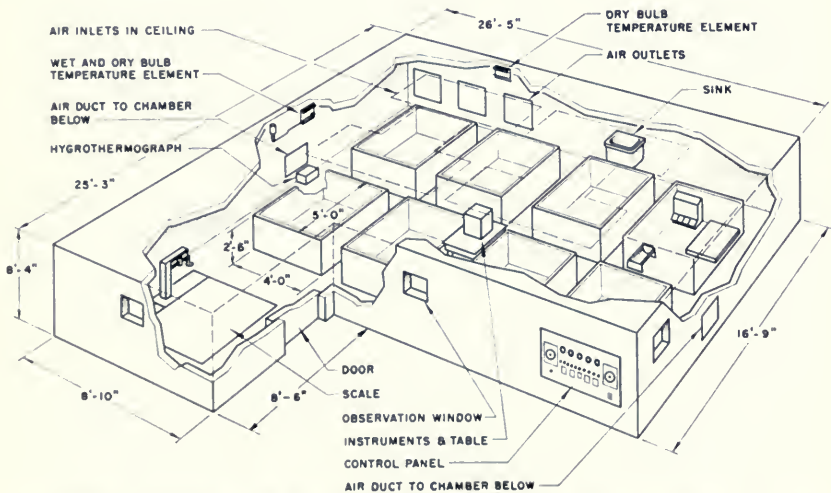 AIR INLETS IN CEILING
26'-5"
DRY BULB
TEMPERATURE ELEMENT
WET AND DRY BULB
TEMPERATURE ELEMENT
AIR OUTLETS
SINK
AIR DUCT TO CHAMBER
BELOW
HYGROTHERMOGRAPH
25'-3"
5'-0"
2'-6"
4'-0"
8'-4"
16'-9"
8'-10"
8'-6"
DOOR
SCALE
OBSERVATION WINDOW
INSTRUMENTS & TABLE
CONTROL PANEL
AIR DUCT TO CHAMBER BELOW